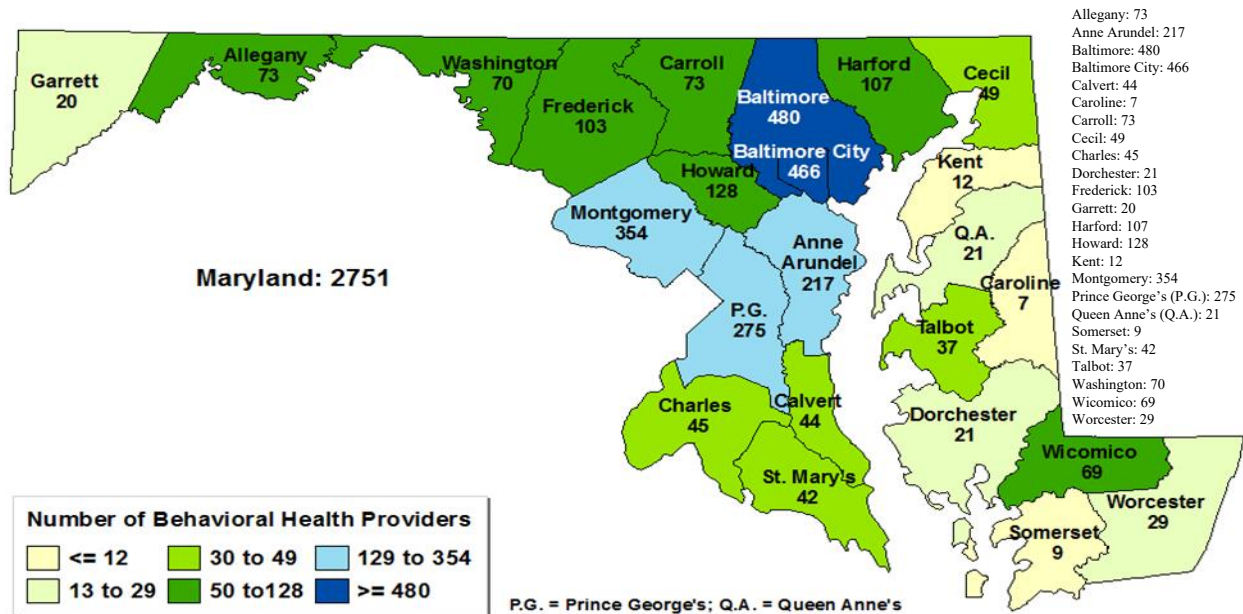 Garrett
20
Allegany
73
Washington
70
Frederick
103
Carroll
73
Baltimore
480
Baltimore City
466
Harford
107
Cecil
49
Kent
12
Howard
128
Montgomery
354
Anne
Arundel
217
Q.A.
21
Caroline
7
Maryland: 2751
P.G.
275
Talbot
37
Charles
45
Calvert
44
Dorchester
21
St. Mary's
42
Wicomico
69
Worcester
29
Somerset
9
Allegany: 73
Anne Arundel: 217
Baltimore: 480
Baltimore City: 466
Calvert: 44
Caroline: 7
Carroll: 73
Cecil: 49
Charles: 45
Dorchester: 21
Frederick: 103
Garrett: 20
Harford: 107
Howard: 128
Kent: 12
Montgomery: 354
Prince George’s (P.G.): 275
Queen Anne’s (Q.A.): 21
Somerset: 9
St. Mary’s: 42
Talbot: 37
Washington: 70
Wicomico: 69
Worcester: 29
Number of Behavioral Health Providers
<= 12 30 to 49 129 to 354
13 to 29 50 to128 >= 480
P.G. = Prince George's; Q.A. = Queen Anne's